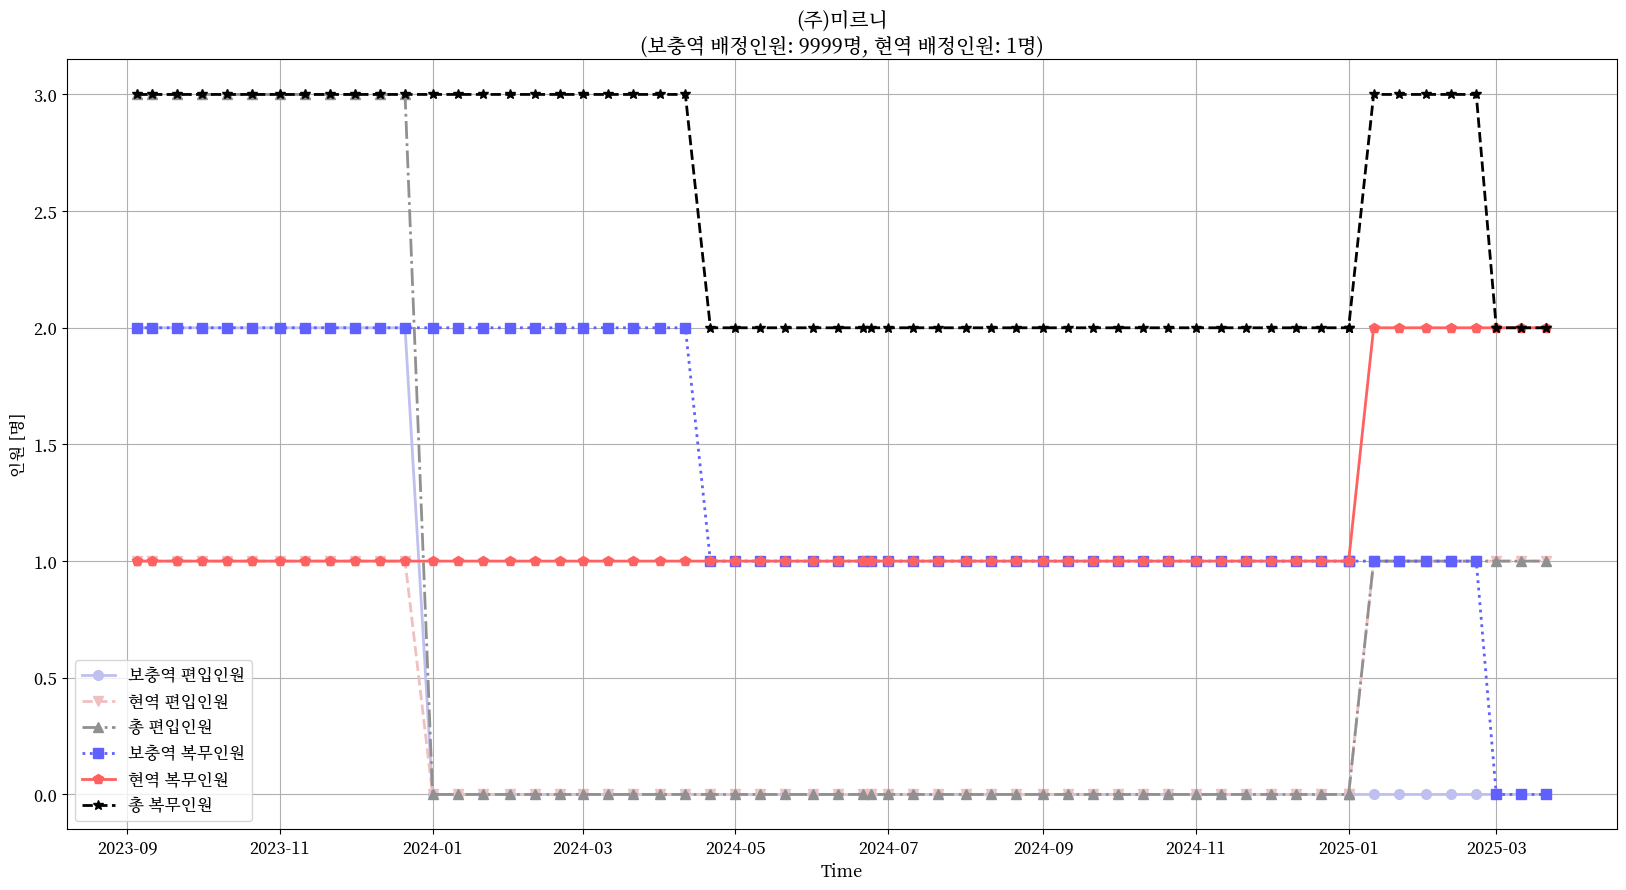 (주)미르니
(보충역 배정인원: 9999명, 현역 배정인원: 1명)
3.0
2.5
2.0
1.5
1.0
0.5
0.0
인원 [명]
보충역 편입인원
현역 편입인원
총 편입인원
보충역 복무인원
현역 복무인원
총 복무인원
2023-09
2023-11
2024-01
2024-03
2024-05
2024-07
2024-09
2024-11
2025-01
2025-03
Time